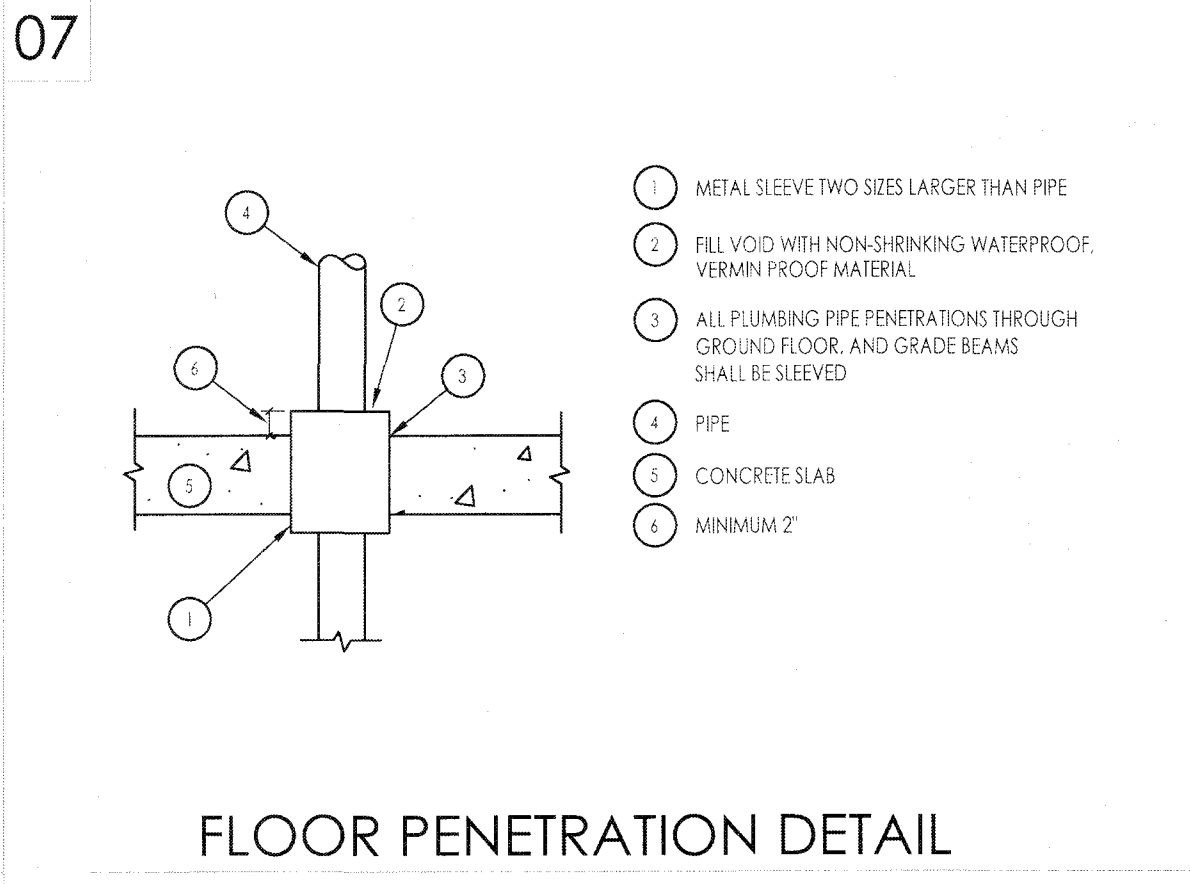 07
4
2
6
3
5
1
1 METAL SLEEVE TWO SIZES LARGER THAN PIPE
2 FILL VOID WITH NON-SHRINKING WATERPROOF,
VERMIN PROOF MATERIAL
3 ALL PLUMBING PIPE PENETRATIONS THROUGH
GROUND FLOOR, AND GRADE BEAMS
SHALL BE SLEEVED
4 PIPE
5 CONCRETE SLAB
6 MINIMUM 2"
FLOOR PENETRATION DETAIL